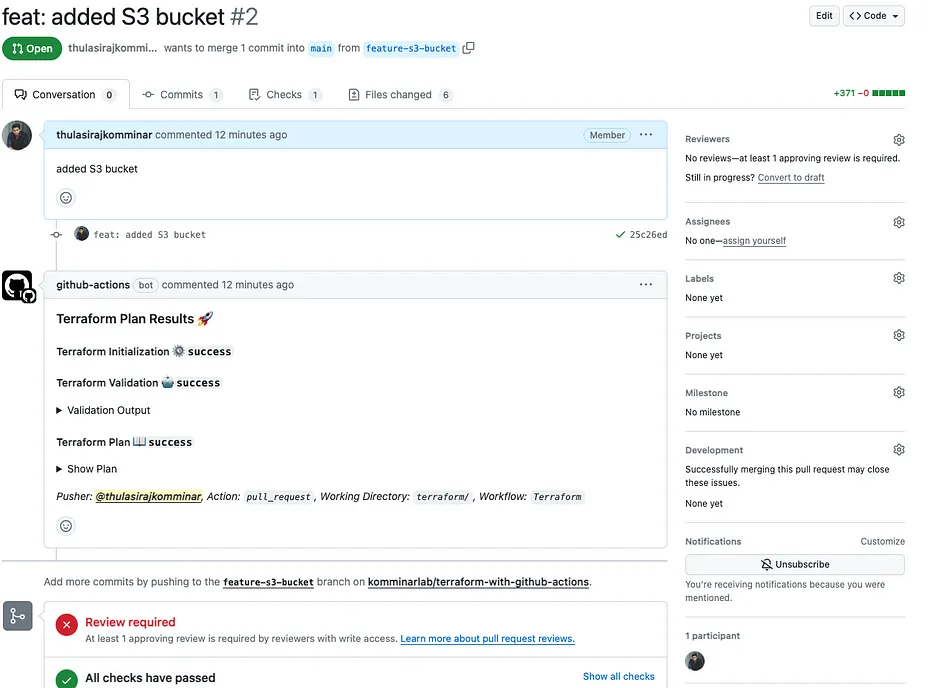 feat: added S3 bucket #2
Edit
<> Code
Open
thulasirajkommi... wants to merge 1 commit into main from feature-s3-bucket
Conversation 0
Commits 1
Checks 1
Files changed 6
+371 −0
thulasirajkomminar commented 12 minutes ago
Member
added S3 bucket
feat: added S3 bucket
25c26ed
github-actions bot commented 12 minutes ago
Terraform Plan Results 🚀
Terraform Initialization ⚙️ success
Terraform Validation 🤖 success
Validation Output
Terraform Plan 📖 success
Show Plan
Pusher: @thulasirajkomminar, Action: pull_request, Working Directory: terraform/, Workflow: Terraform
Add more commits by pushing to the feature-s3-bucket branch on komminarlab/terraform-with-github-actions.
Review required
At least 1 approving review is required by reviewers with write access. Learn more about pull request reviews.
All checks have passed
Show all checks
Reviewers
No reviews—at least 1 approving review is required.
Still in progress? Convert to draft
Assignees
No one—assign yourself
Labels
None yet
Projects
None yet
Milestone
No milestone
Development
Successfully merging this pull request may close
these issues.
None yet
Notifications
Customize
Unsubscribe
You're receiving notifications because you were
mentioned.
1 participant